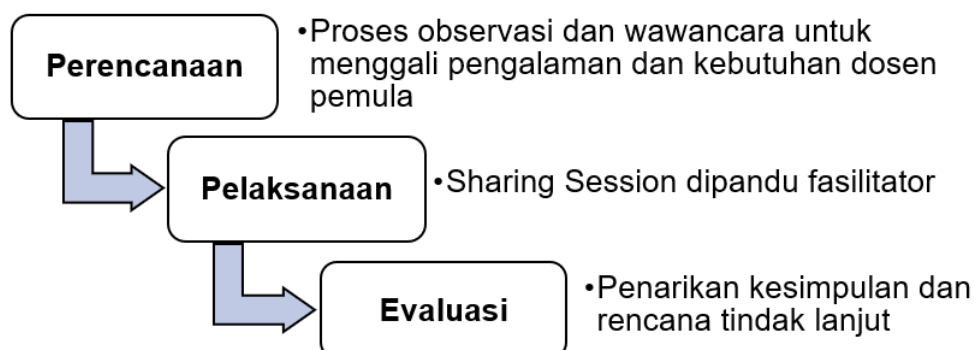 Perencanaan
•Proses observasi dan wawancara untuk
menggali pengalaman dan kebutuhan dosen
pemula
Pelaksanaan
•Sharing Session dipandu fasilitator
Evaluasi
•Penarikan kesimpulan dan
rencana tindak lanjut